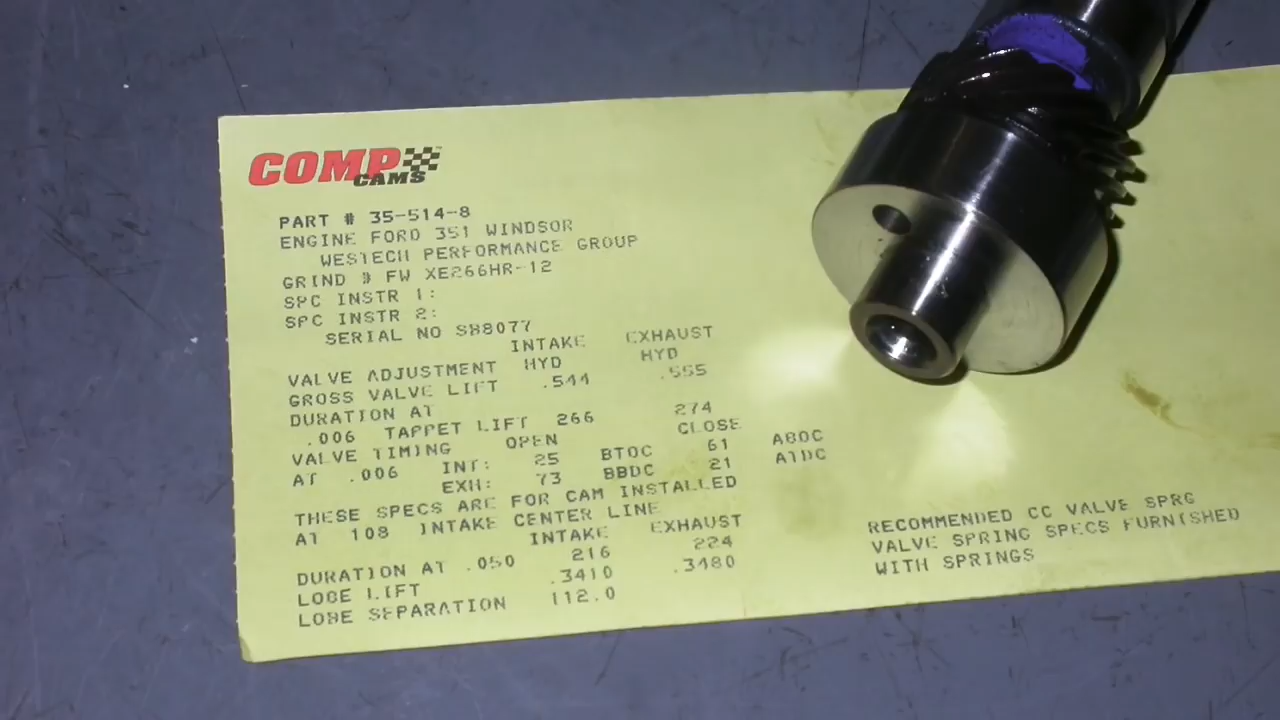 COMP CAMS
PART # 35-514-8
ENGINE FORD 351 WINDSOR
WESTECH PERFORMANCE GROUP
GRIND # FW XE266HR-12
SPC INSTR 1:
SPC INSTR 2:
SERIAL NO S88077
INTAKE EXHAUST
VALVE ADJUSTMENT HYD HYD
GROSS VALVE LIFT .544 .555
DURATION AT
.006 TAPPET LIFT 266 274
VALVE TIMING OPEN CLOSE
AT .006 INT: 25 BTDC 61 ABDC
EXH: 73 BBDC 21 ATDC
THESE SPECS ARE FOR CAM INSTALLED
AT 108 INTAKE CENTER LINE
INTAKE EXHAUST
DURATION AT .050 216 224
LOBE LIFT .3410 .3480
LOBE SEPARATION 112.0
RECOMMENDED CC VALVE SPRG
VALVE SPRING SPECS FURNISHED
WITH SPRINGS